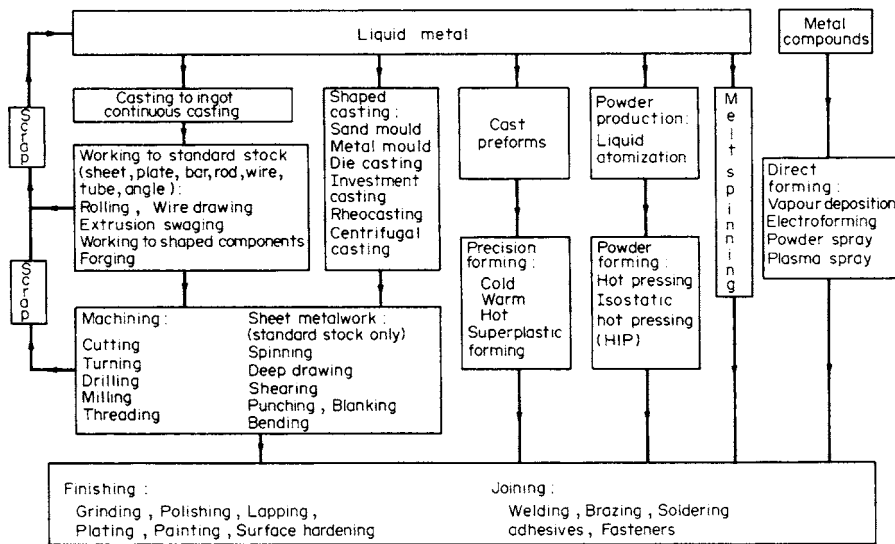 Liquid metal
Metal
compounds
Scrap
Scrap
Casting to ingot
continuous casting
Working to standard stock
(sheet, plate, bar, rod, wire,
tube, angle):
Rolling, Wire drawing
Extrusion swaging
Working to shaped components
Forging
Shaped
casting:
Sand mould
Metal mould
Die casting
Investment
casting
Rheocasting
Centrifugal
casting
Cast
preforms
Powder
production:
Liquid
atomization
Melt spinning
Direct
forming:
Vapour deposition
Electroforming
Powder spray
Plasma spray
Precision
forming:
Cold
Warm
Hot
Superplastic
forming
Powder
forming:
Hot pressing
Isostatic
hot pressing
(HIP)
Machining:
Cutting
Turning
Drilling
Milling
Threading
Sheet metalwork:
(standard stock only)
Spinning
Deep drawing
Shearing
Punching, Blanking
Bending
Finishing:
Grinding, Polishing, Lapping,
Plating, Painting, Surface hardening
Joining:
Welding, Brazing, Soldering
adhesives, Fasteners